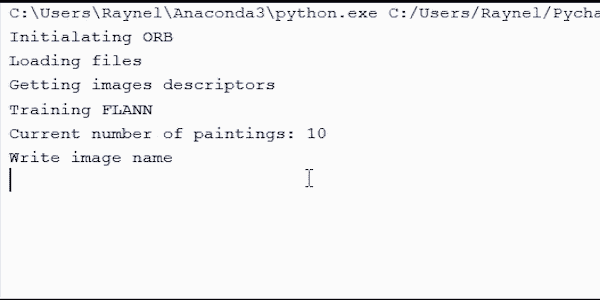 C:\Users\Raynel\Anaconda3\python.exe C:/Users/Raynel/Pycha
Initialating ORB
Loading files
Getting images descriptors
Training FLANN
Current number of paintings: 10
Write image name